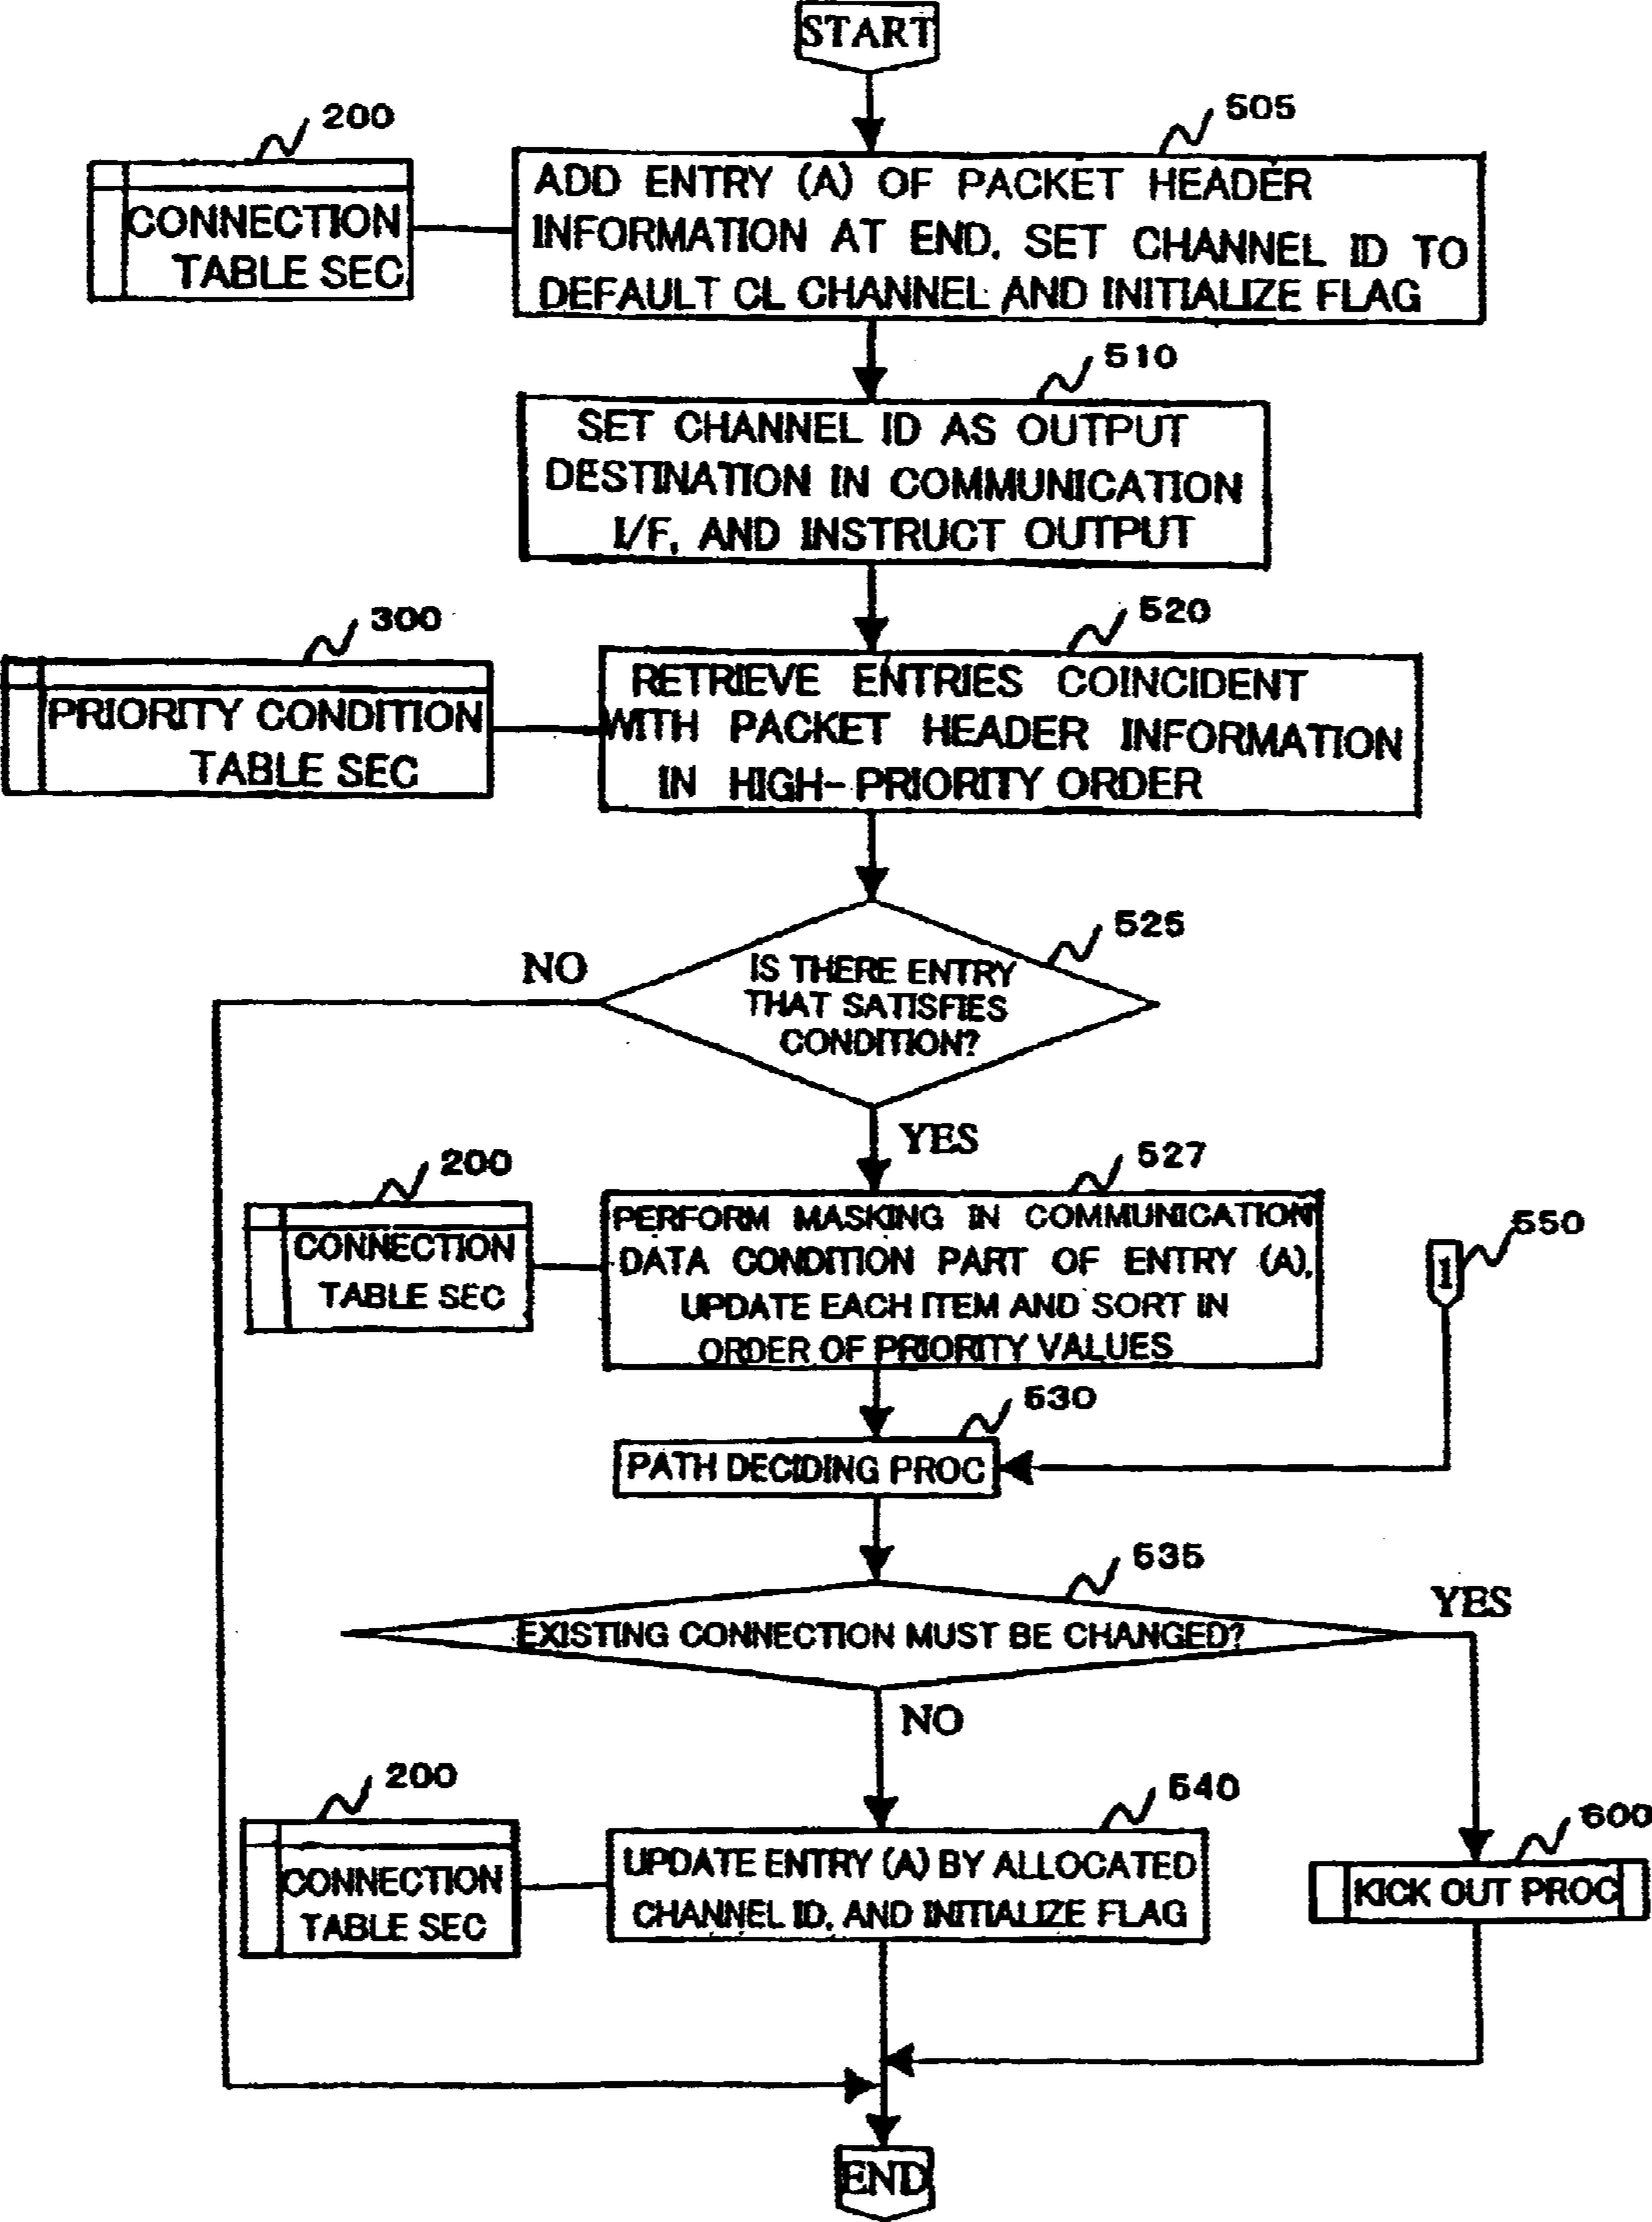 START
505
200
ADD ENTRY (A) OF PACKET HEADER
INFORMATION AT END, SET CHANNEL ID TO
DEFAULT CL CHANNEL AND INITIALIZE FLAG
CONNECTION
TABLE SEC
510
SET CHANNEL ID AS OUTPUT
DESTINATION IN COMMUNICATION
I/F, AND INSTRUCT OUTPUT
520
300
RETRIEVE ENTRIES COINCIDENT
WITH PACKET HEADER INFORMATION
IN HIGH-PRIORITY ORDER
PRIORITY CONDITION
TABLE SEC
525
NO
IS THERE ENTRY
THAT SATISFIES
CONDITION?
YES
527
200
PERFORM MASKING IN COMMUNICATION
DATA CONDITION PART OF ENTRY (A),
UPDATE EACH ITEM AND SORT IN
ORDER OF PRIORITY VALUES
CONNECTION
TABLE SEC
550
1
530
PATH DECIDING PROC
535
EXISTING CONNECTION MUST BE CHANGED?
YES
NO
540
200
UPDATE ENTRY (A) BY ALLOCATED
CHANNEL ID, AND INITIALIZE FLAG
CONNECTION
TABLE SEC
600
KICK OUT PROC
END